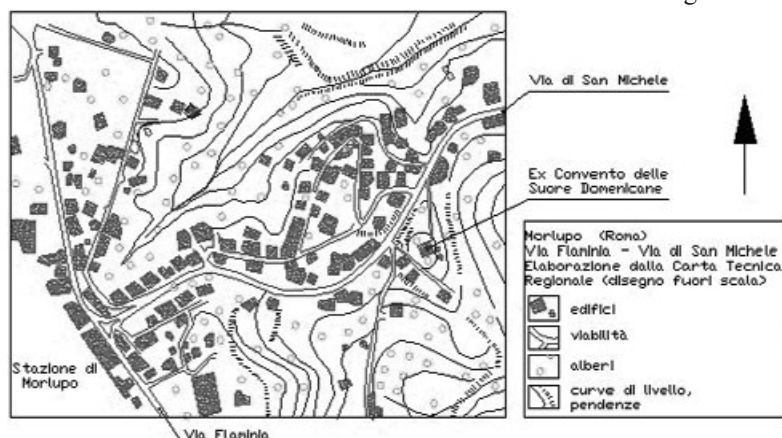 Via di San Michele
Ex Convento delle
Suore Domenicane
Morlupo (Roma)
Via Flaminia - Via di San Michele
Elaborazione dalla Carta Tecnica
Regionale (disegno fuori scala)
edifici
viabilità
alberi
curve di livello,
pendenze
Stazione di
Morlupo
Via Flaminia